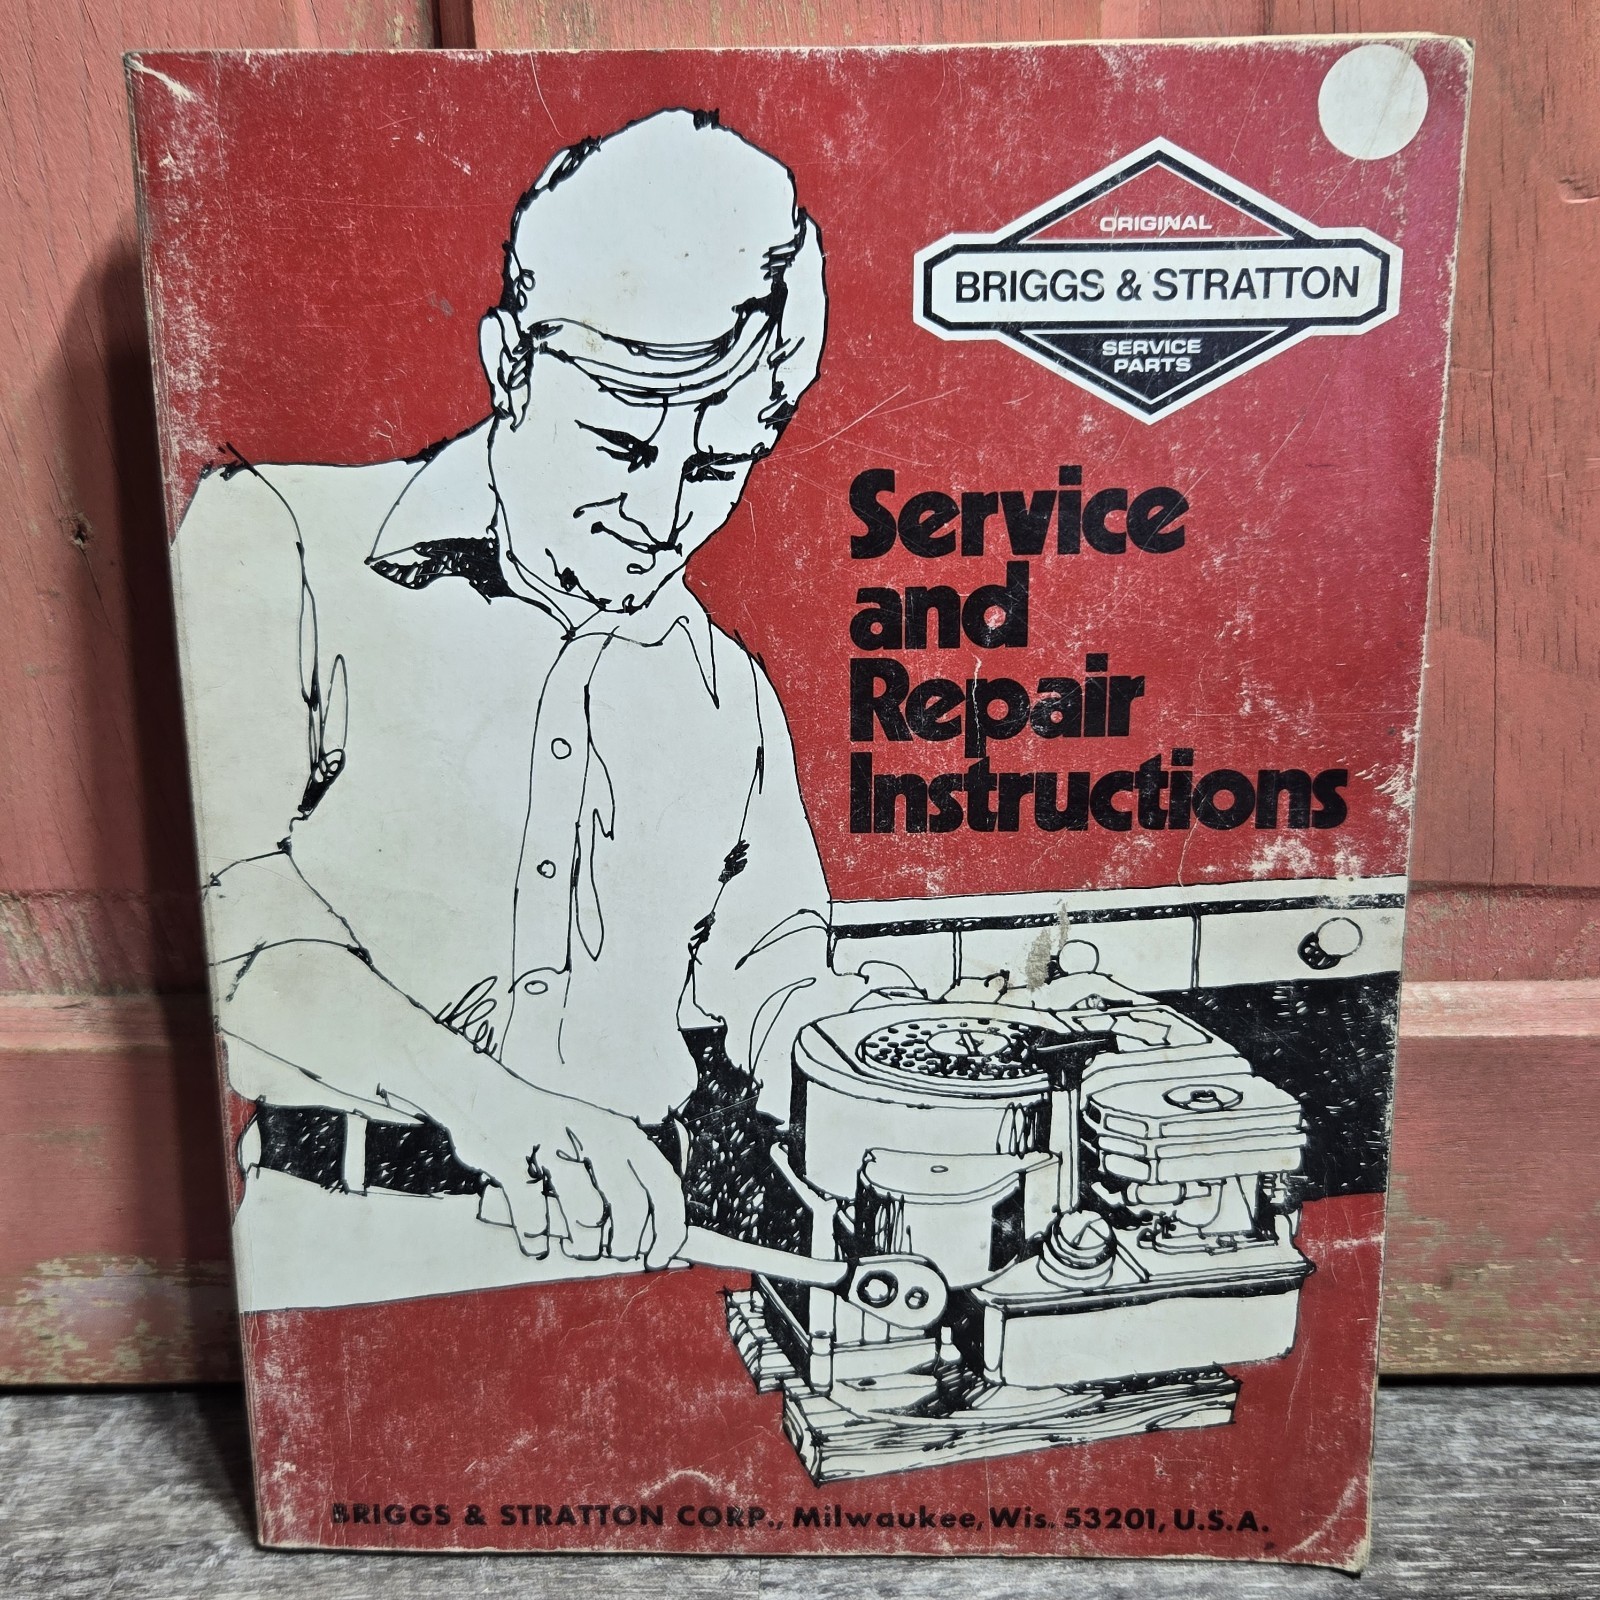 ORIGINAL
BRIGGS & STRATTON
SERVICE
PARTS
Service
and
Repair
Instructions
BRIGGS & STRATTON CORP., Milwaukee, Wis. 53201, U.S.A.